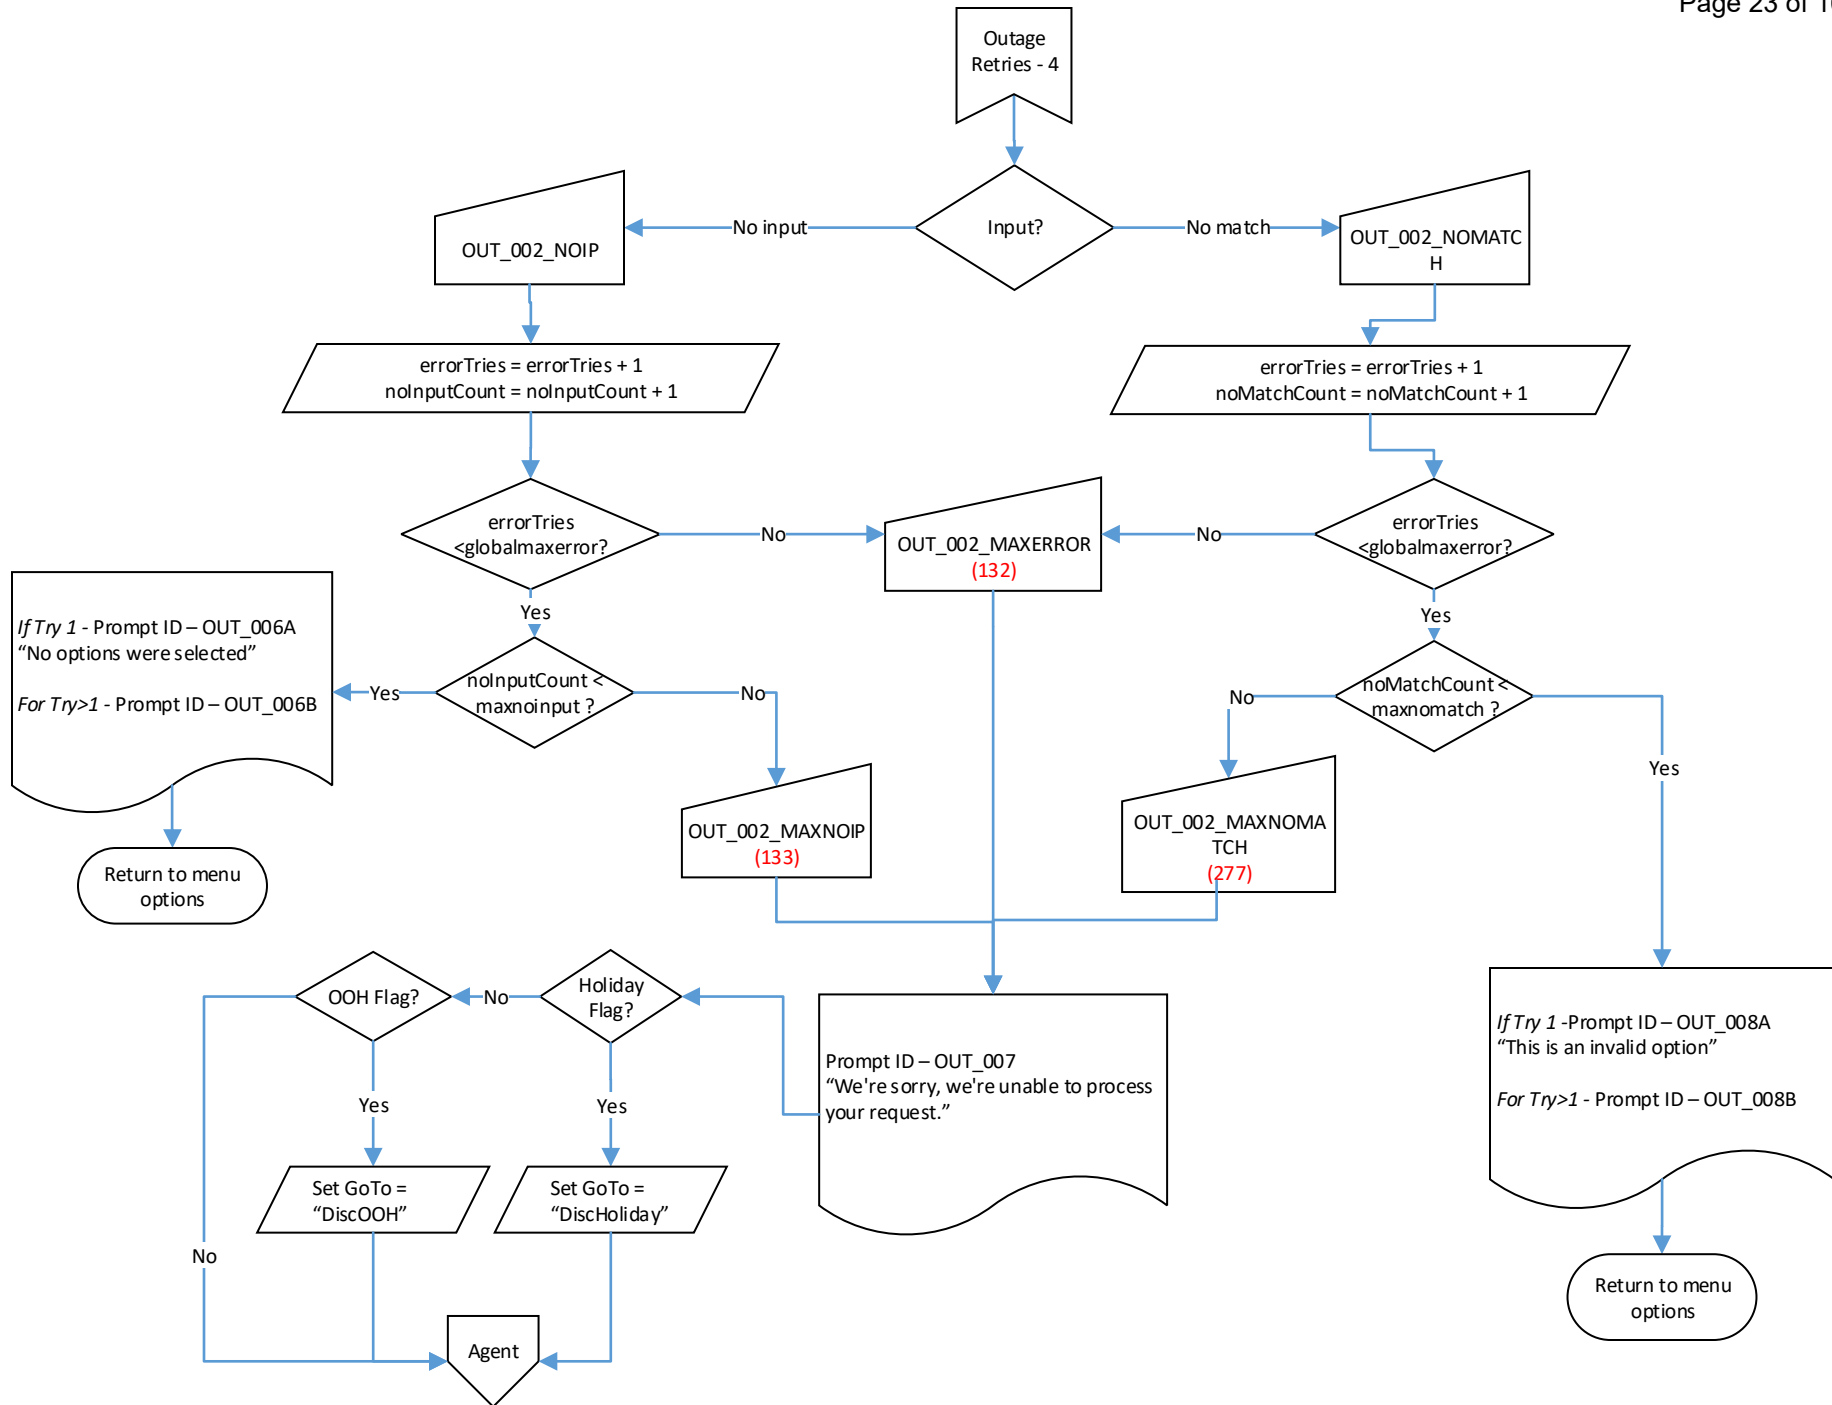 Page 23 of 1
Outage
Retries - 4
Input?
No input
No match
OUT_002_NOIP
OUT_002_NOMATC
H
errorTries = errorTries + 1
noInputCount = noInputCount + 1
errorTries = errorTries + 1
noMatchCount = noMatchCount + 1
errorTries
<globalmaxerror?
No
OUT_002_MAXERROR
(132)
No
errorTries
<globalmaxerror?
Yes
Yes
If Try 1 - Prompt ID – OUT_006A
“No options were selected”
For Try>1 - Prompt ID – OUT_006B
Yes
noInputCount <
maxnoinput ?
No
No
noMatchCount <
maxnomatch ?
Yes
OUT_002_MAXNOIP
(133)
OUT_002_MAXNOMA
TCH
(277)
Return to menu
options
OOH Flag?
No
Holiday
Flag?
Prompt ID – OUT_007
“We're sorry, we're unable to process
your request.”
If Try 1 -Prompt ID – OUT_008A
“This is an invalid option”
For Try>1 - Prompt ID – OUT_008B
Yes
Yes
Set GoTo =
“DiscOOH”
Set GoTo =
“DiscHoliday”
No
Return to menu
options
Agent